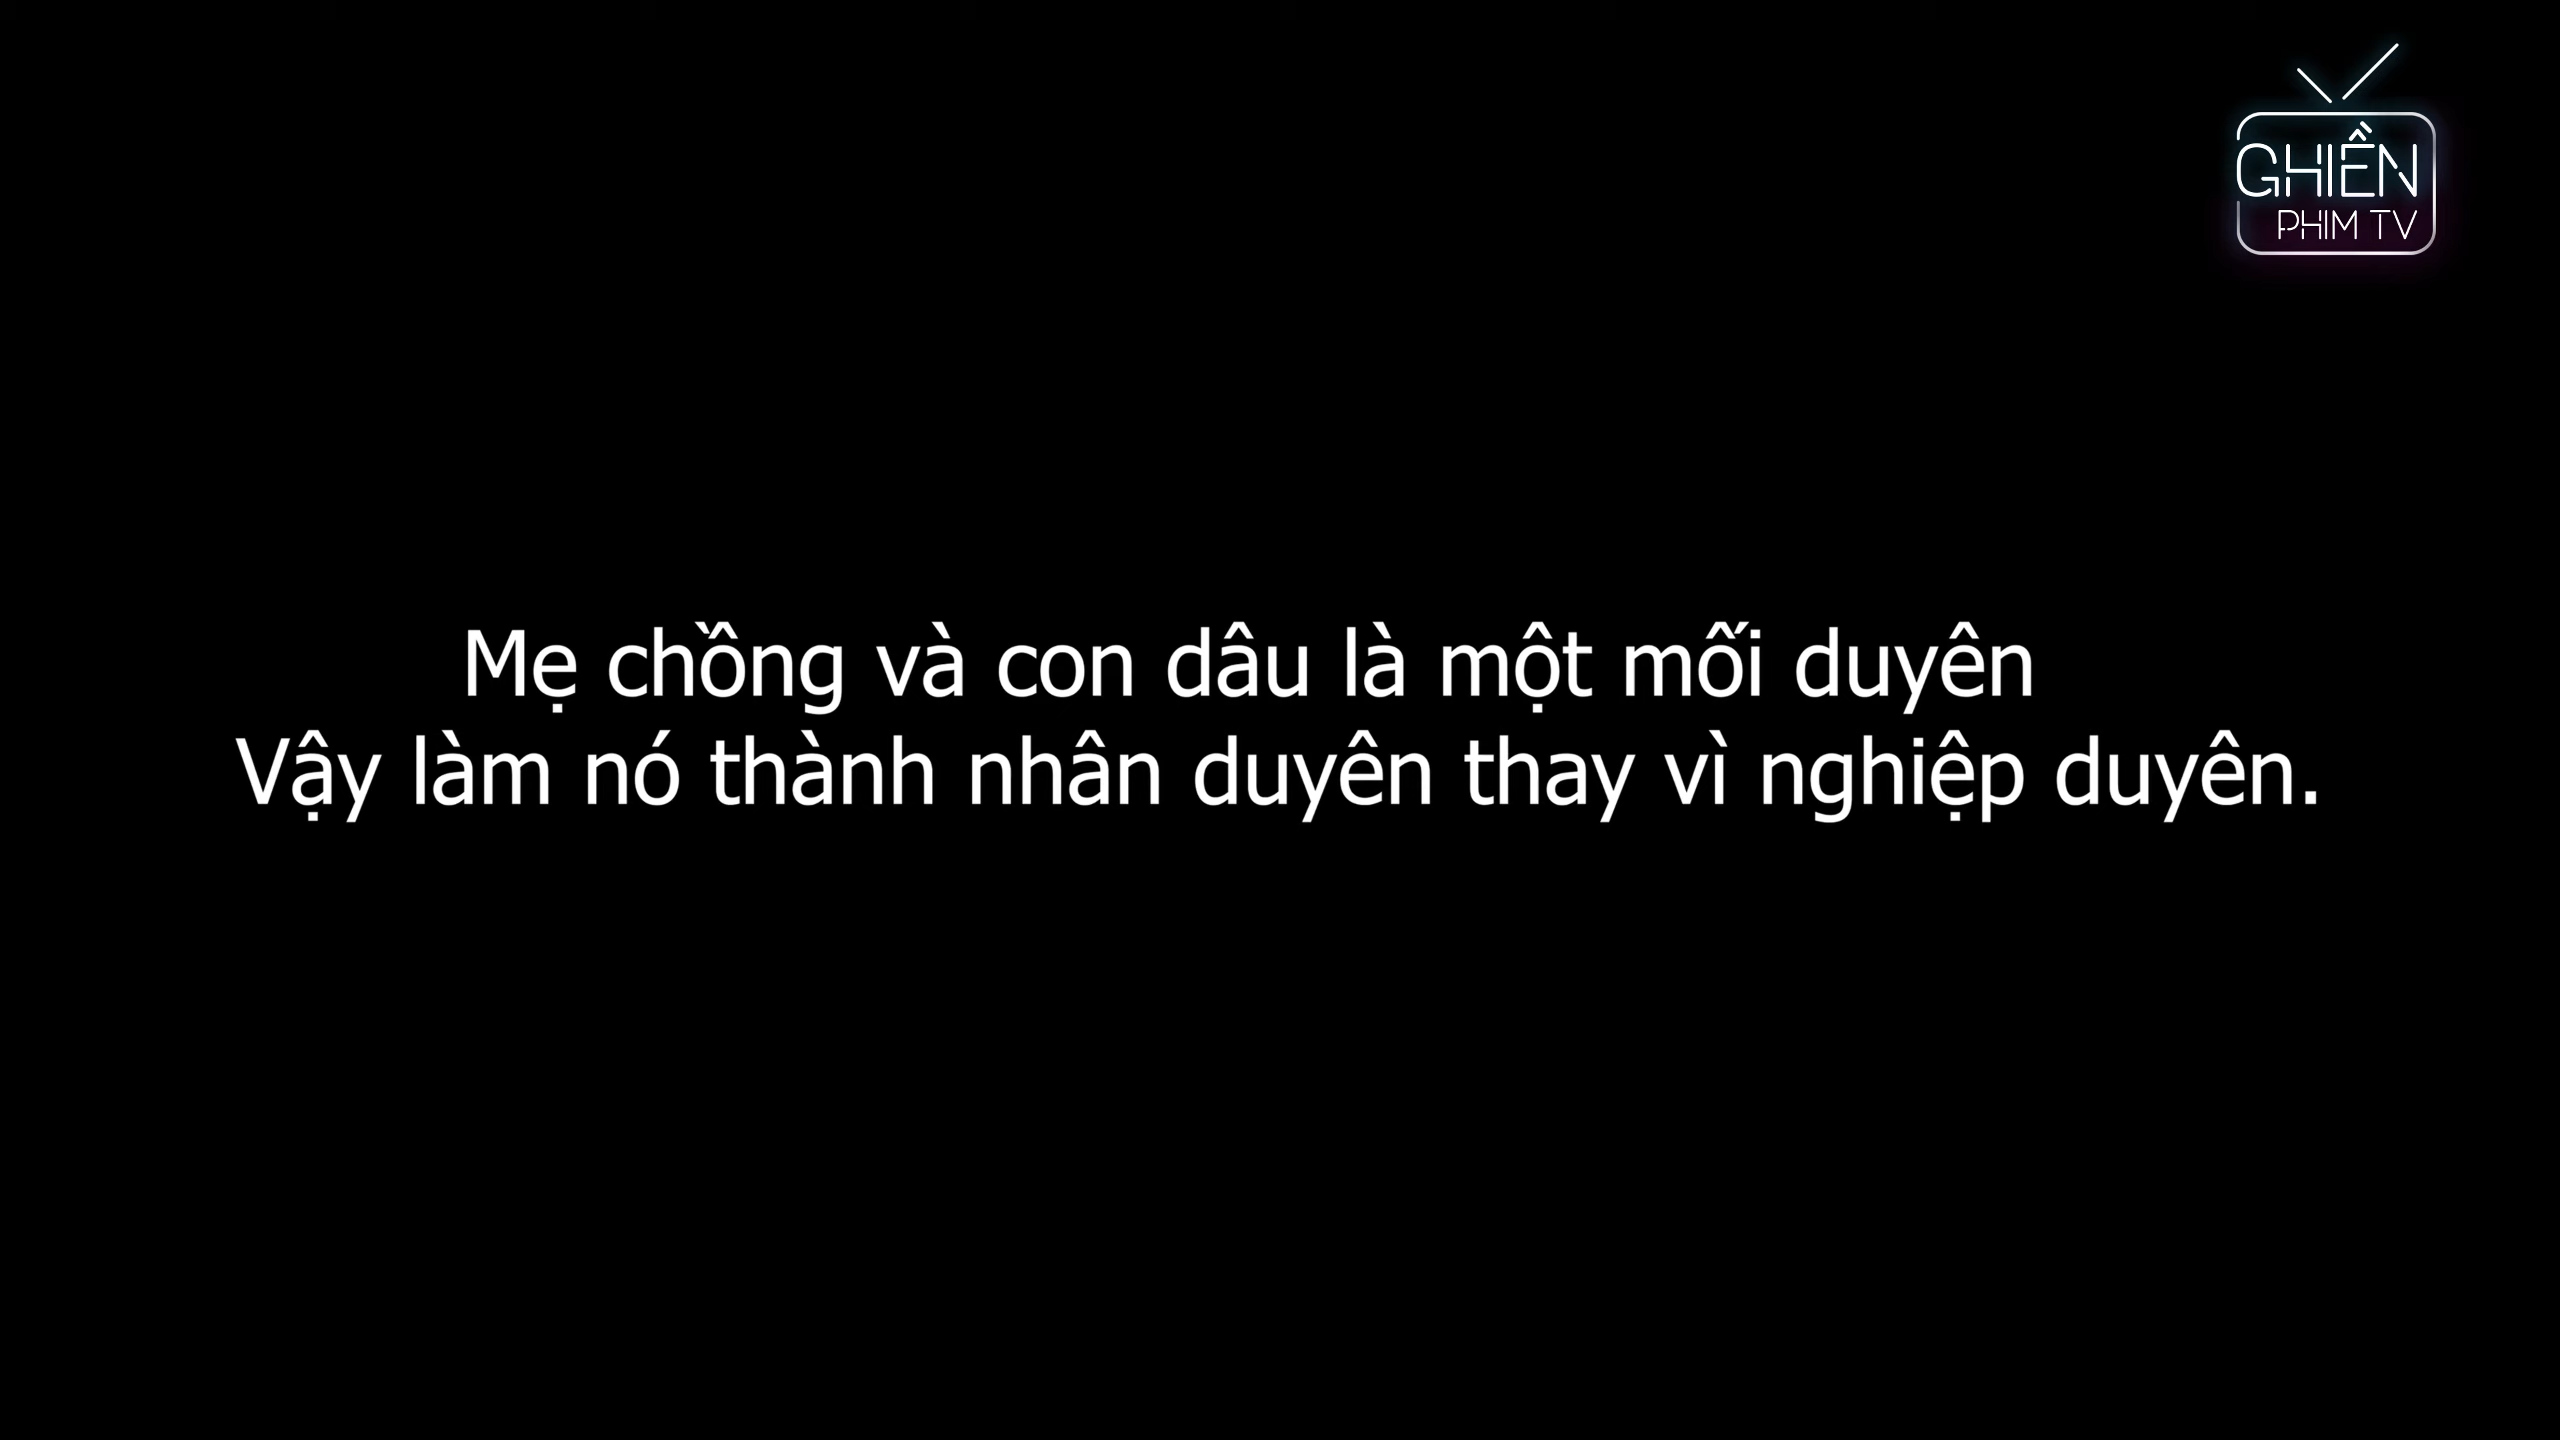 GHIỀN
PHIM TV
Mẹ chồng và con dâu là một mối duyên
Vậy làm nó thành nhân duyên thay vì nghiệp duyên.